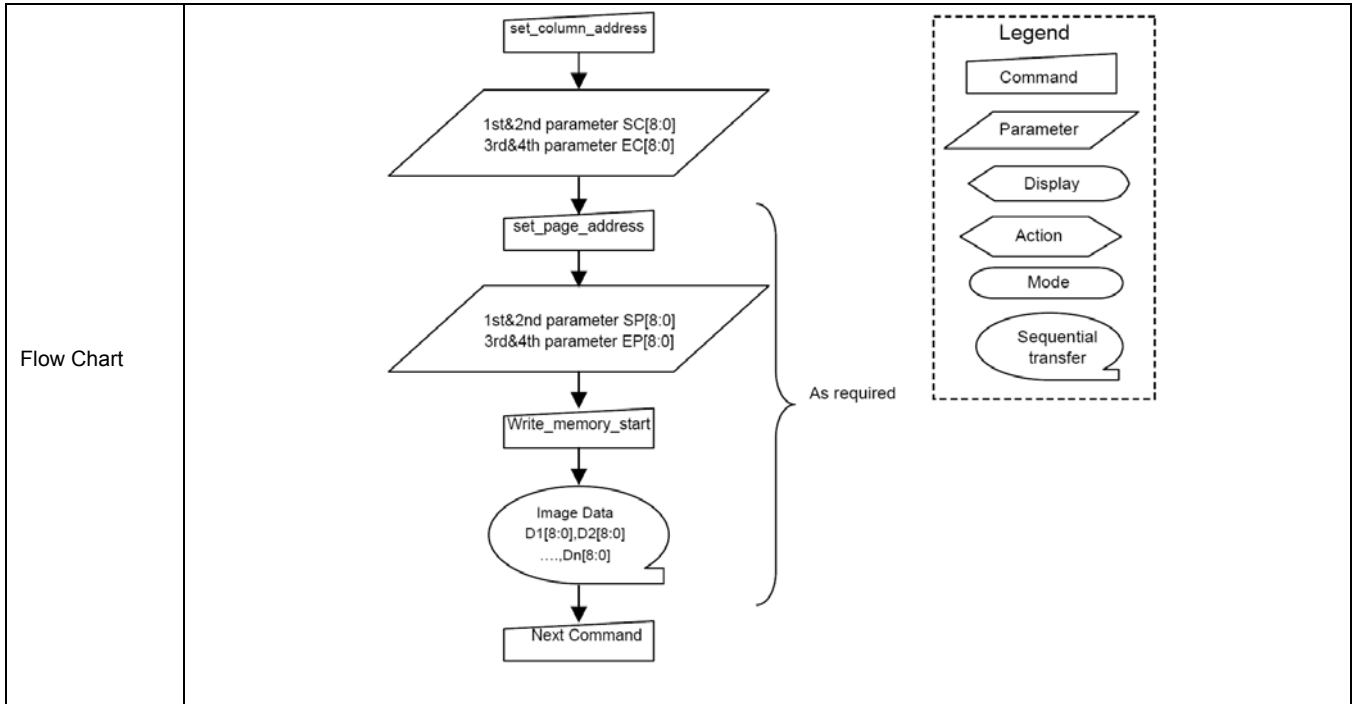 Flow Chart
set_column_address
1st&2nd parameter SC[8:0]
3rd&4th parameter EC[8:0]
set_page_address
1st&2nd parameter SP[8:0]
3rd&4th parameter EP[8:0]
Write_memory_start
Image Data
D1[8:0],D2[8:0]
....,Dn[8:0]
Next Command
As required
Legend
Command
Parameter
Display
Action
Mode
Sequential
transfer